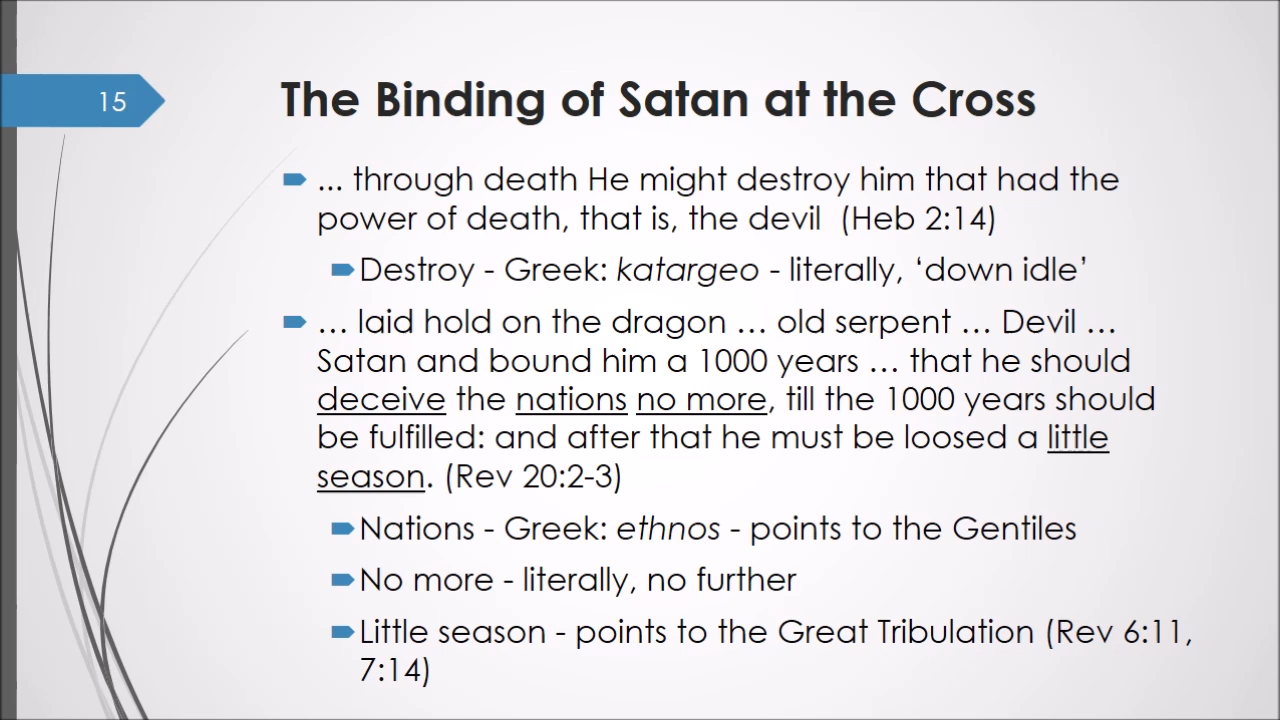 15
The Binding of Satan at the Cross
... through death He might destroy him that had the
power of death, that is, the devil (Heb 2:14)
Destroy - Greek: katargeo - literally, ‘down idle’
… laid hold on the dragon … old serpent … Devil …
Satan and bound him a 1000 years … that he should
deceive the nations no more, till the 1000 years should
be fulfilled: and after that he must be loosed a little
season. (Rev 20:2-3)
Nations - Greek: ethnos - points to the Gentiles
No more - literally, no further
Little season - points to the Great Tribulation (Rev 6:11,
7:14)